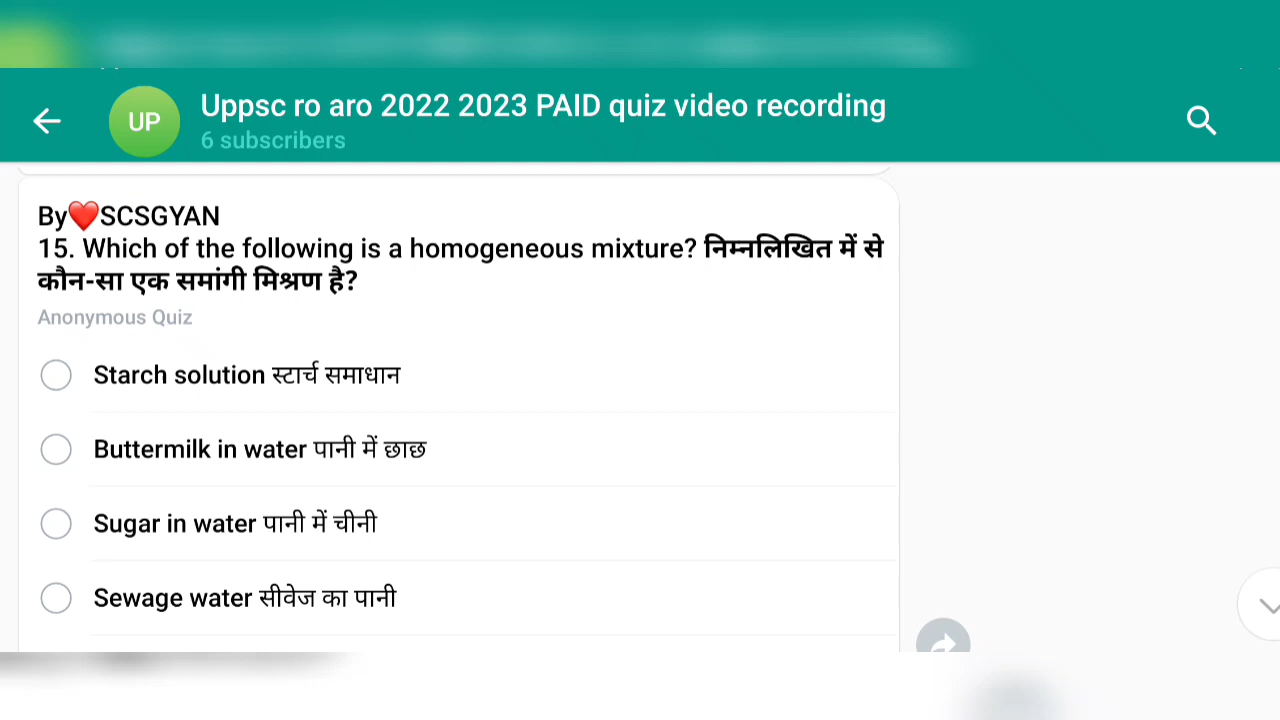 UP
Uppsc ro aro 2022 2023 PAID quiz video recording
6 subscribers
By❤️SCSGYAN
15. Which of the following is a homogeneous mixture? निम्नलिखित में से
कौन-सा एक समांगी मिश्रण है?
Anonymous Quiz
Starch solution स्टार्च समाधान
Buttermilk in water पानी में छाछ
Sugar in water पानी में चीनी
Sewage water सीवेज का पानी